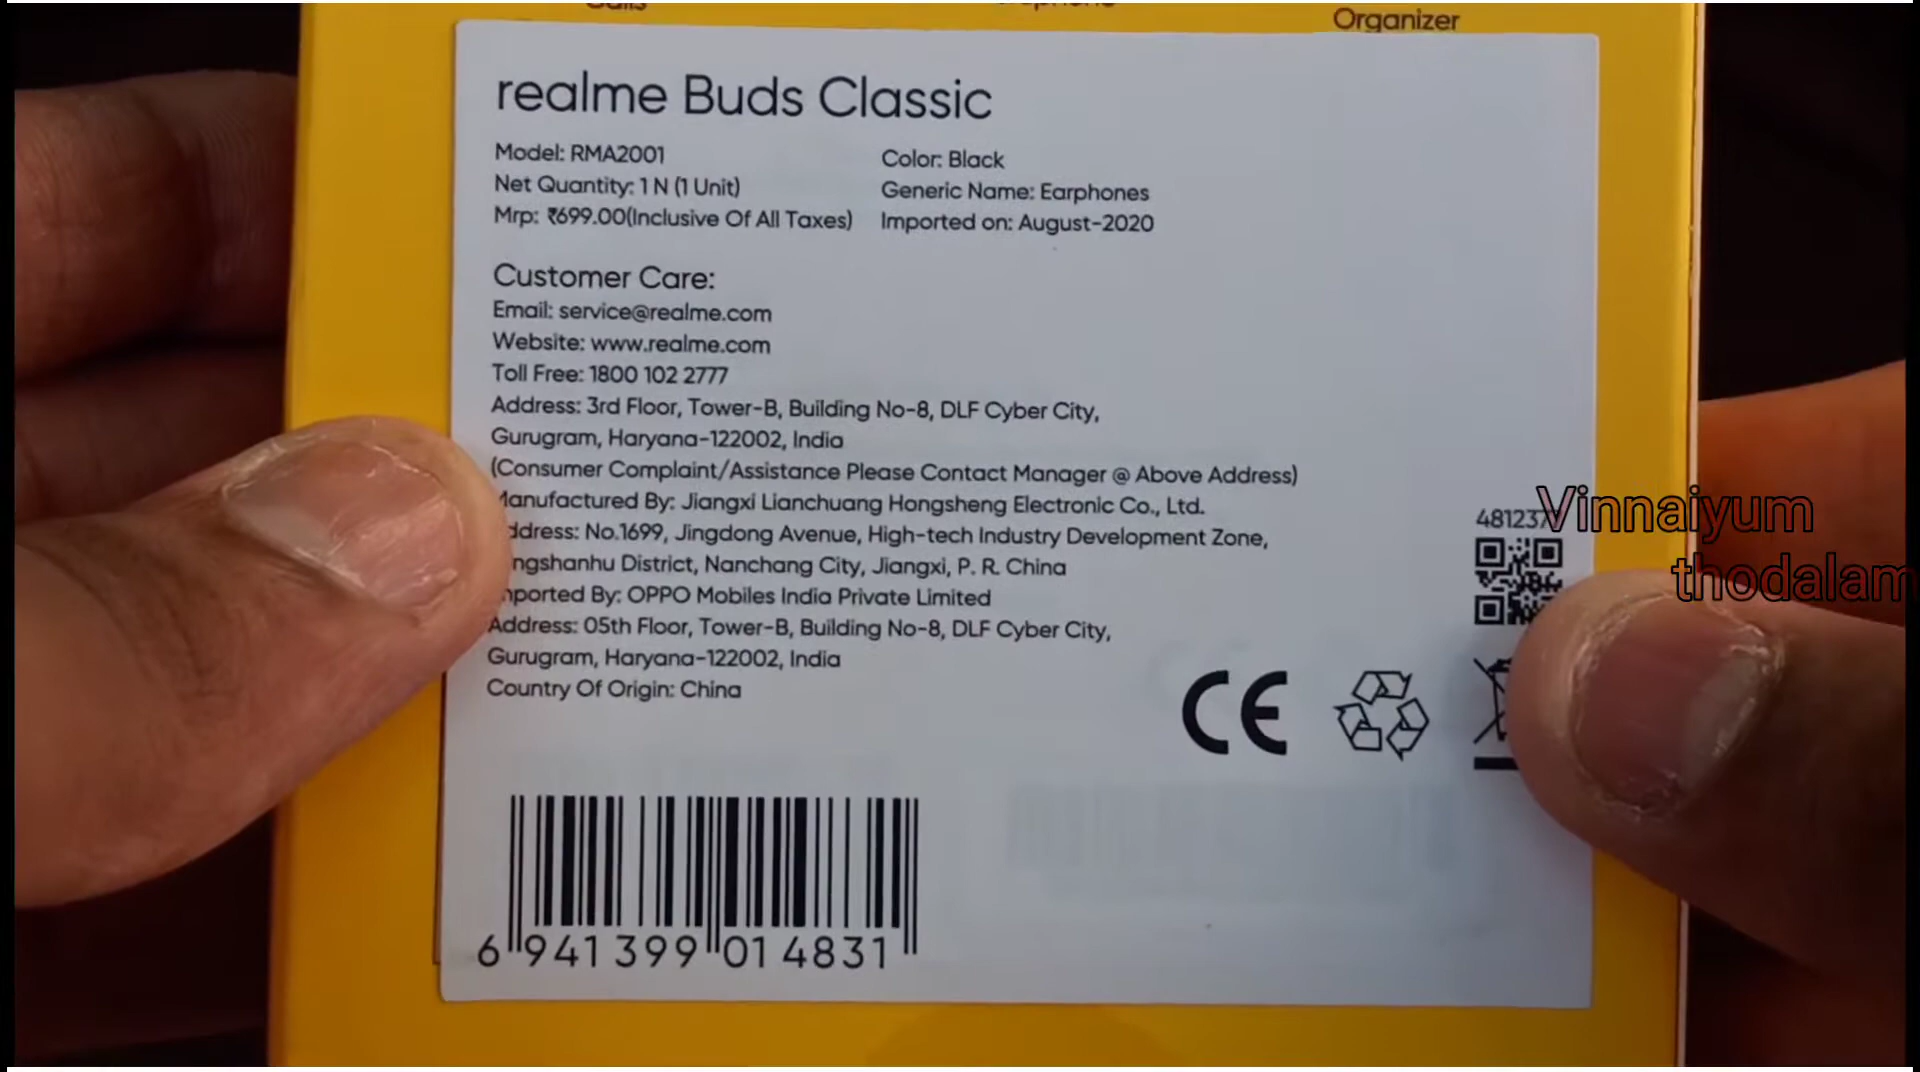 Organizer
realme Buds Classic
Model: RMA2001
Color: Black
Net Quantity: 1 N (1 Unit)
Generic Name: Earphones
Mrp: ₹699.00(Inclusive Of All Taxes)
Imported on: August-2020
Customer Care:
Email: service@realme.com
Website: www.realme.com
Toll Free: 1800 102 2777
Address: 3rd Floor, Tower-B, Building No-8, DLF Cyber City,
Gurugram, Haryana-122002, India
(Consumer Complaint/Assistance Please Contact Manager @ Above Address)
Manufactured By: Jiangxi Lianchuang Hongsheng Electronic Co., Ltd.
Address: No.1699, Jingdong Avenue, High-tech Industry Development Zone,
District, Nanchang City, Jiangxi, P. R. China
Imported By: OPPO Mobiles India Private Limited
Address: 05th Floor, Tower-B, Building No-8, DLF Cyber City,
Gurugram, Haryana-122002, India
Country Of Origin: China
Vinnaiyum
thodalam
CE
6 941399 014831